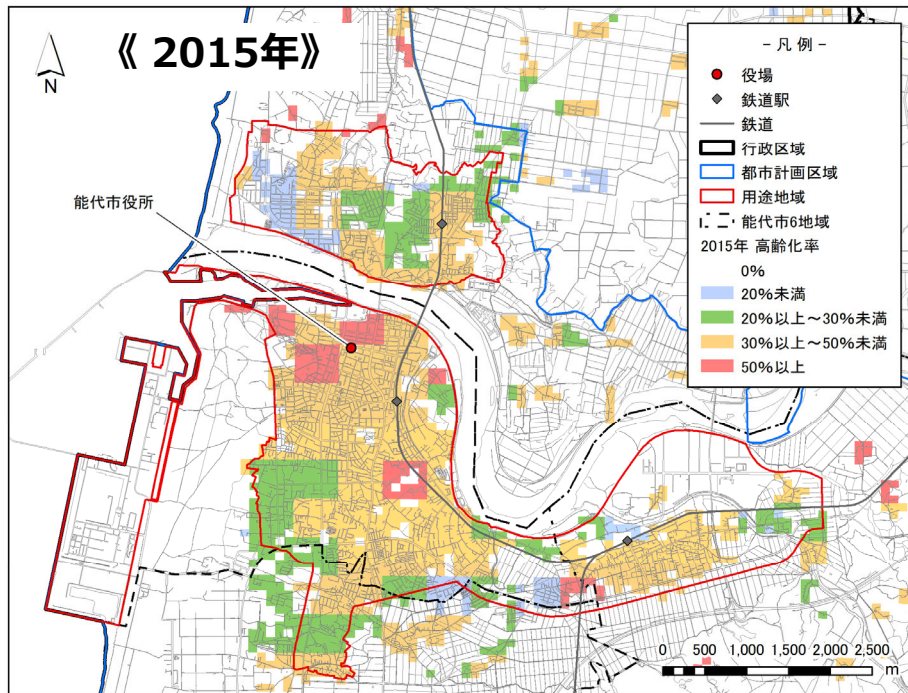 《 2015年》
N
能代市役所
- 凡 例 -
役場
鉄道駅
鉄道
行政区域
都市計画区域
用途地域
能代市6地域
2015年 高齢化率
0%
20%未満
20%以上～30%未満
30%以上～50%未満
50%以上
0 500 1,000 1,500 2,000 2,500
m